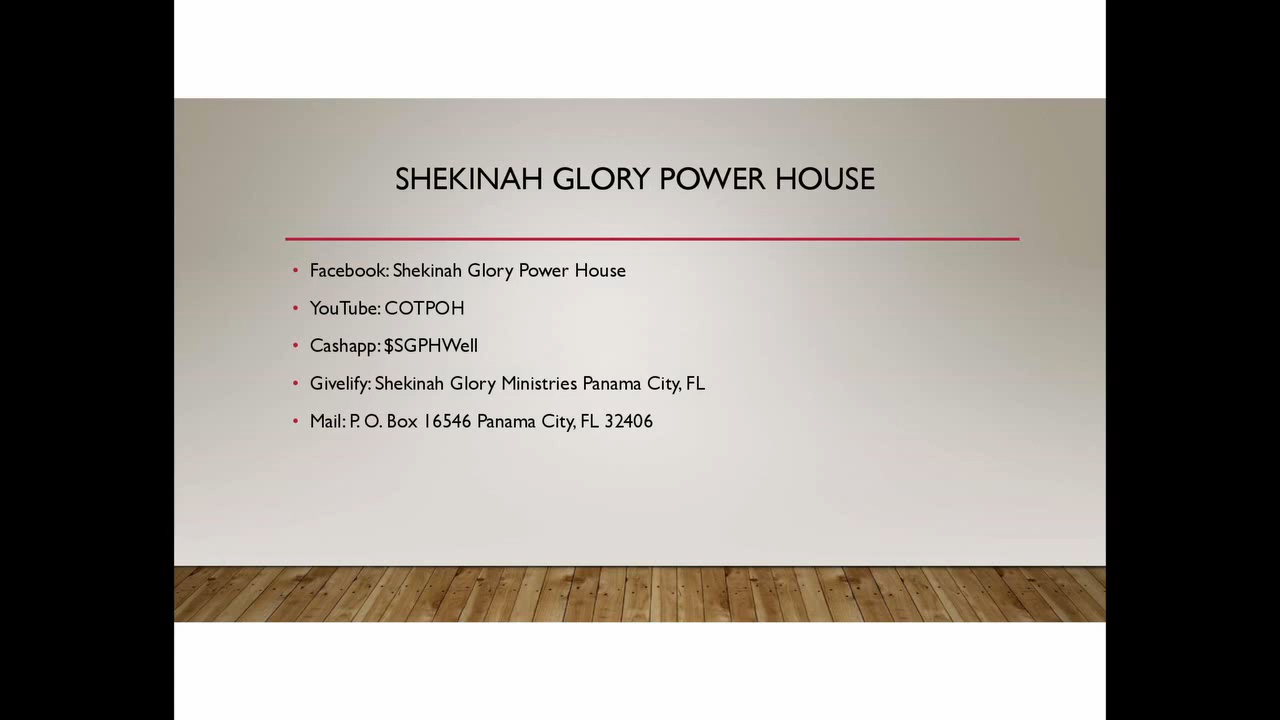 SHEKINAH GLORY POWER HOUSE
• Facebook: Shekinah Glory Power House
• YouTube: COTPOH
• Cashapp: $SGPHWell
• Givelify: Shekinah Glory Ministries Panama City, FL
• Mail: P. O. Box 16546 Panama City, FL 32406